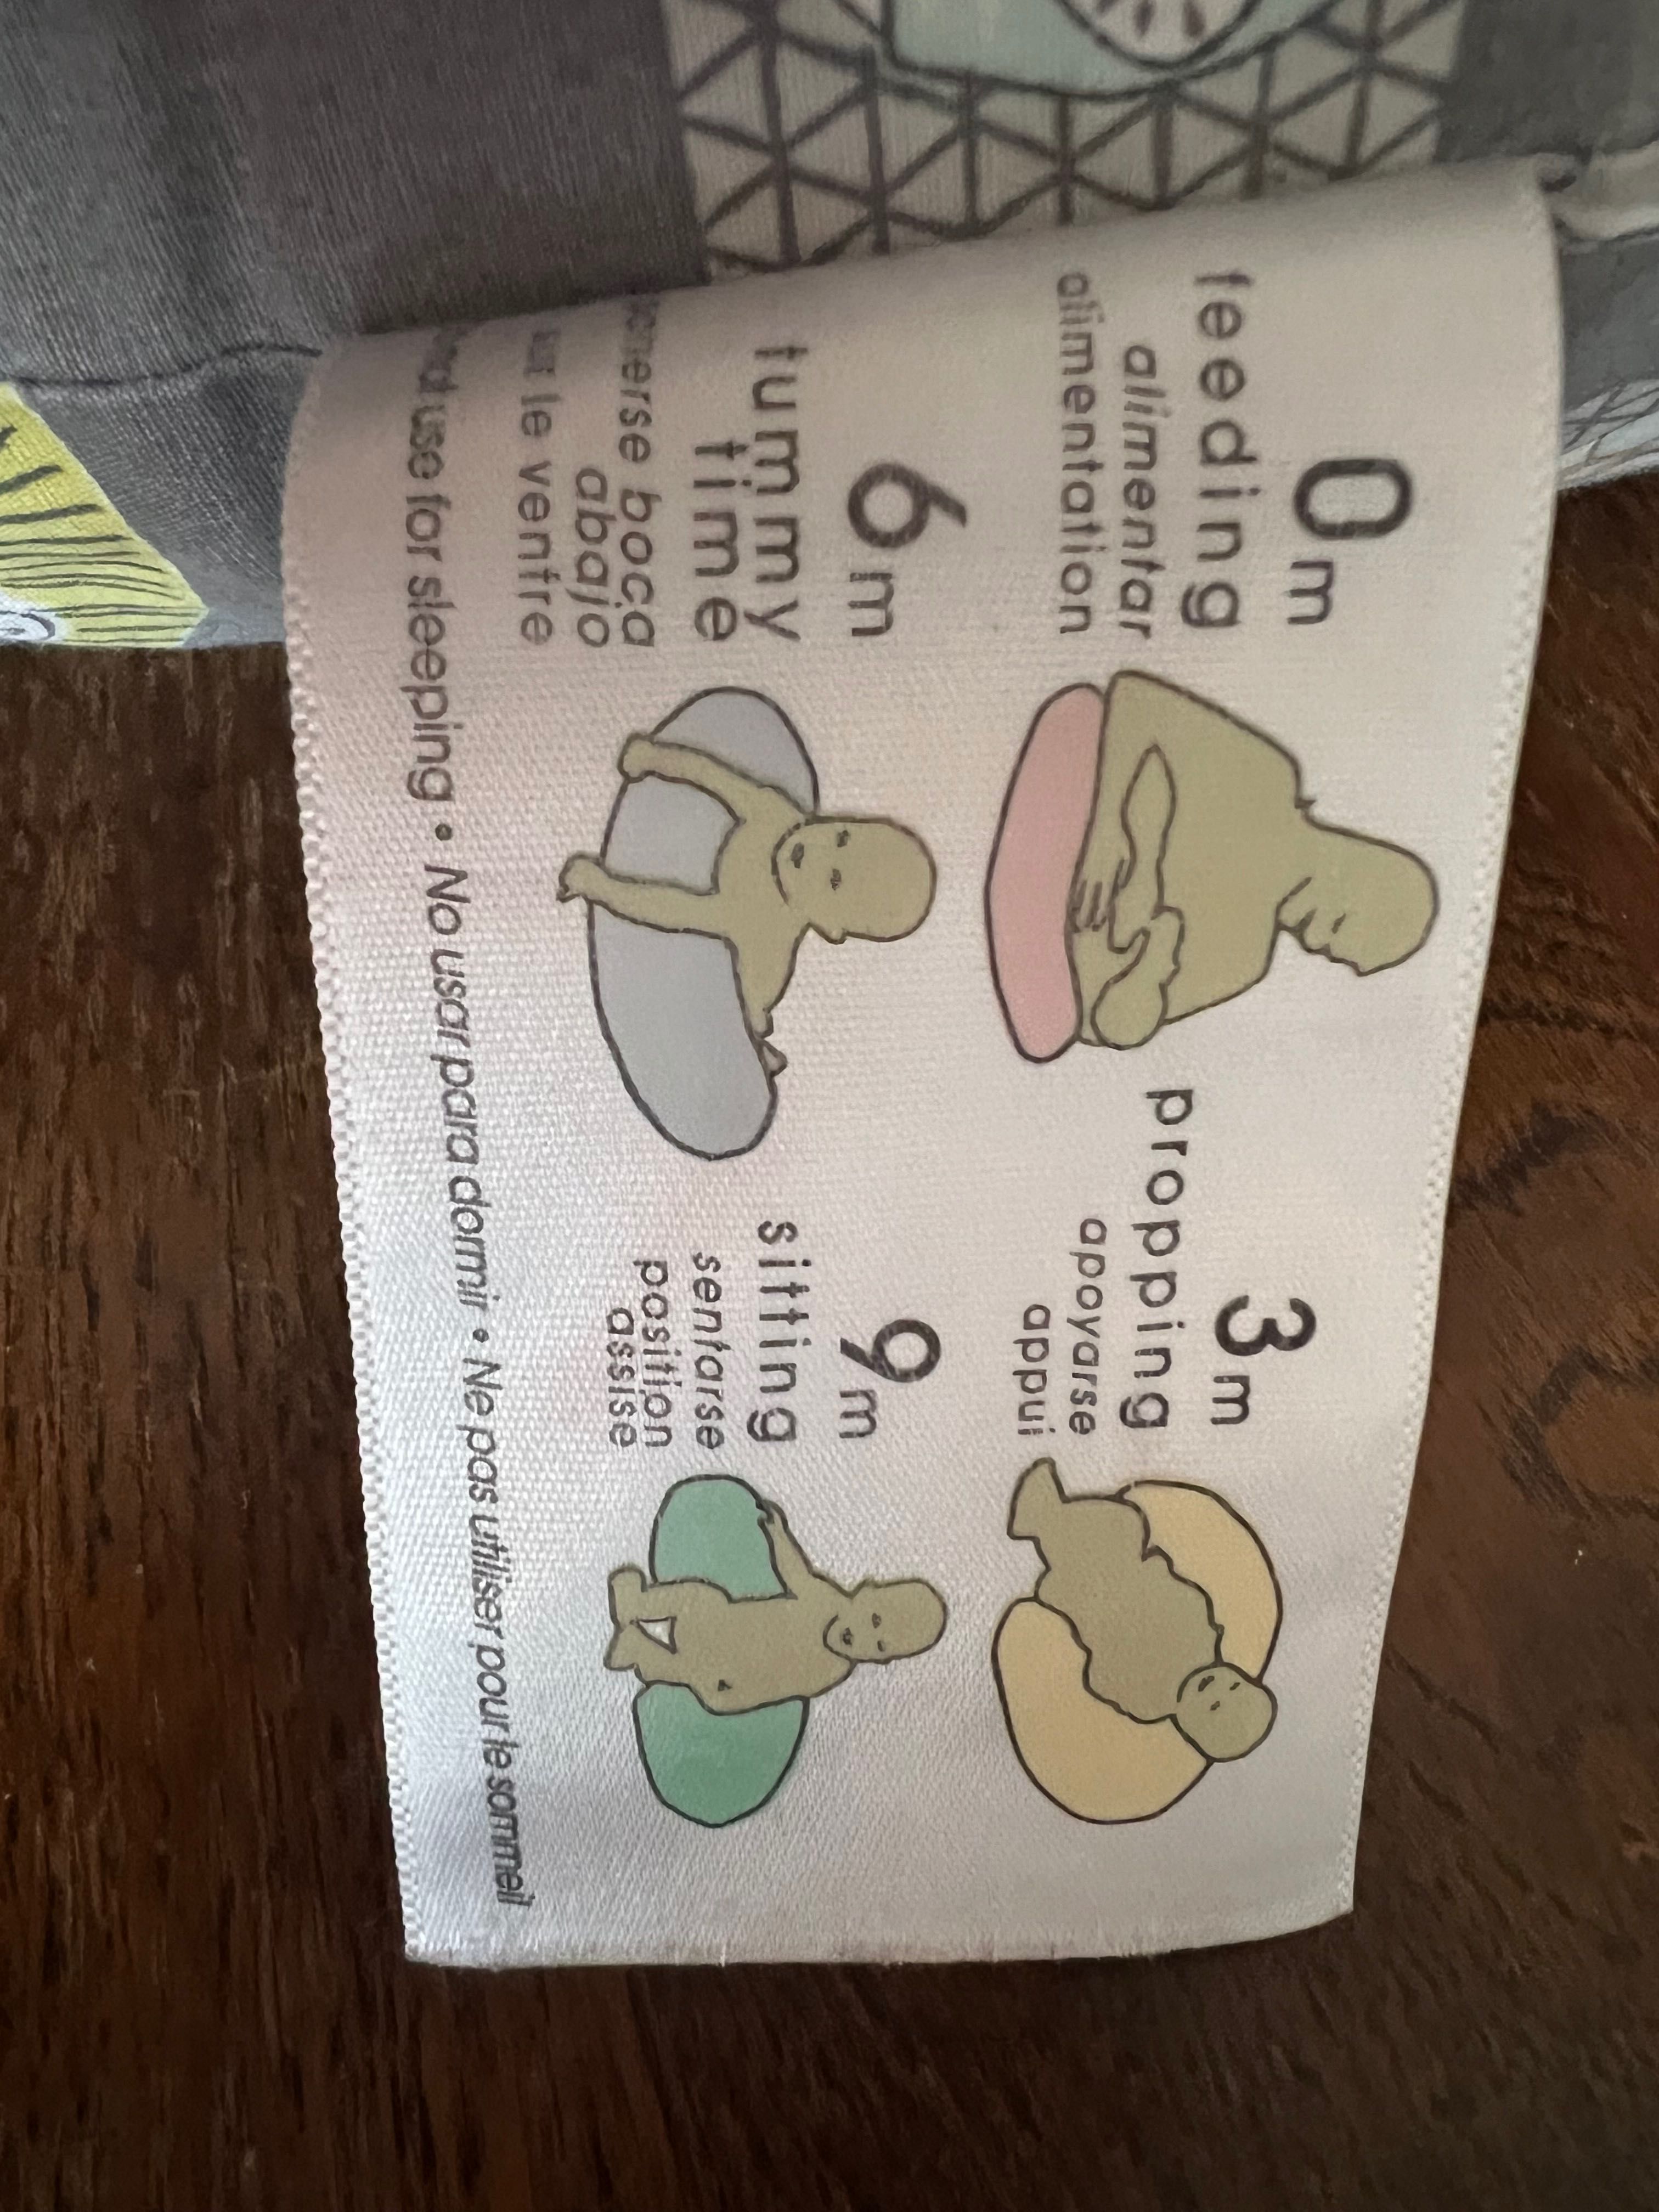 0m
feeding
alimentar
alimentation
3m
propping
apoyarse
appui
6m
tummy
time
boca
abajo
le ventre
9m
sitting
sentarse
position
assise
use for sleeping • No usar para dormir • Ne pas utiliser pour le sommeil